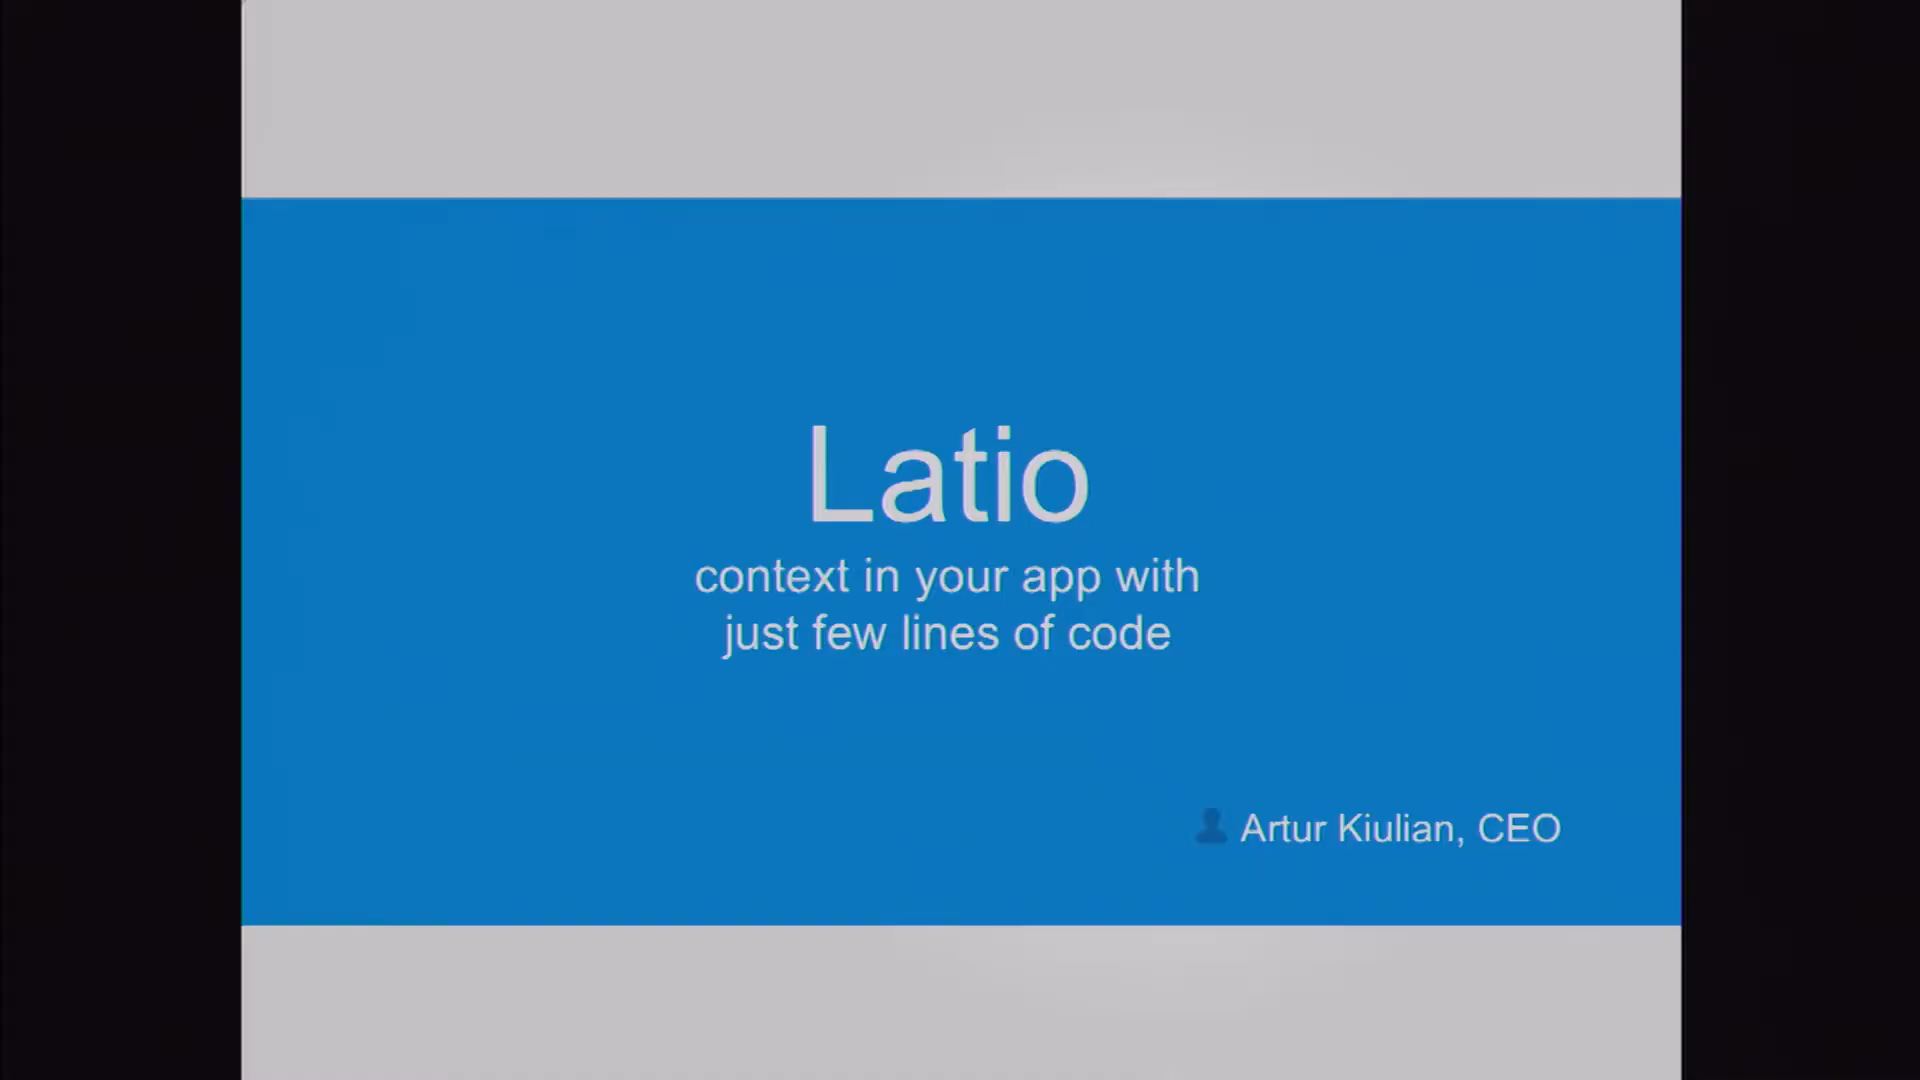 Latio
context in your app with
just few lines of code
Artur Kiulian, CEO